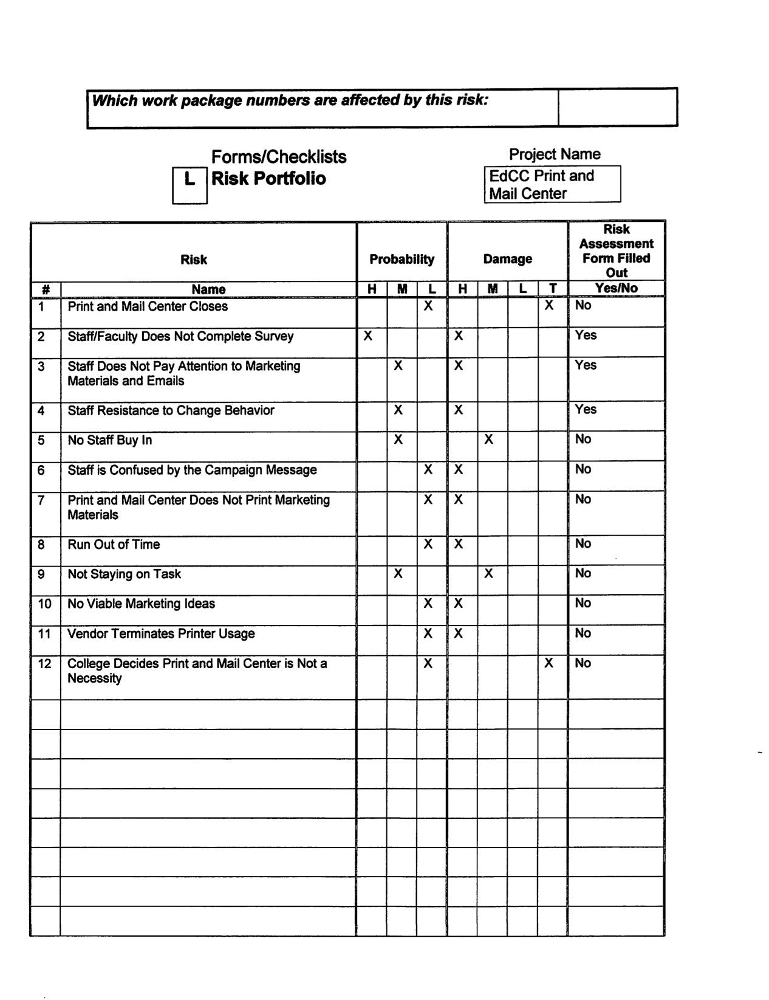 Which work package numbers are affected by this risk:
Forms/Checklists
L Risk Portfolio
Project Name
EdCC Print and
Mail Center
Risk Probability Damage Risk
Assessment
Form Filled
Out
# Name H M L H M L T Yes/No
1 Print and Mail Center Closes X X No
2 Staff/Faculty Does Not Complete Survey X X Yes
3 Staff Does Not Pay Attention to Marketing X X Yes
Materials and Emails
4 Staff Resistance to Change Behavior X X Yes
5 No Staff Buy In X X No
6 Staff is Confused by the Campaign Message X X No
7 Print and Mail Center Does Not Print Marketing X X No
Materials
8 Run Out of Time X X No
9 Not Staying on Task X X No
10 No Viable Marketing Ideas X X No
11 Vendor Terminates Printer Usage X X No
12 College Decides Print and Mail Center is Not a X X No
Necessity